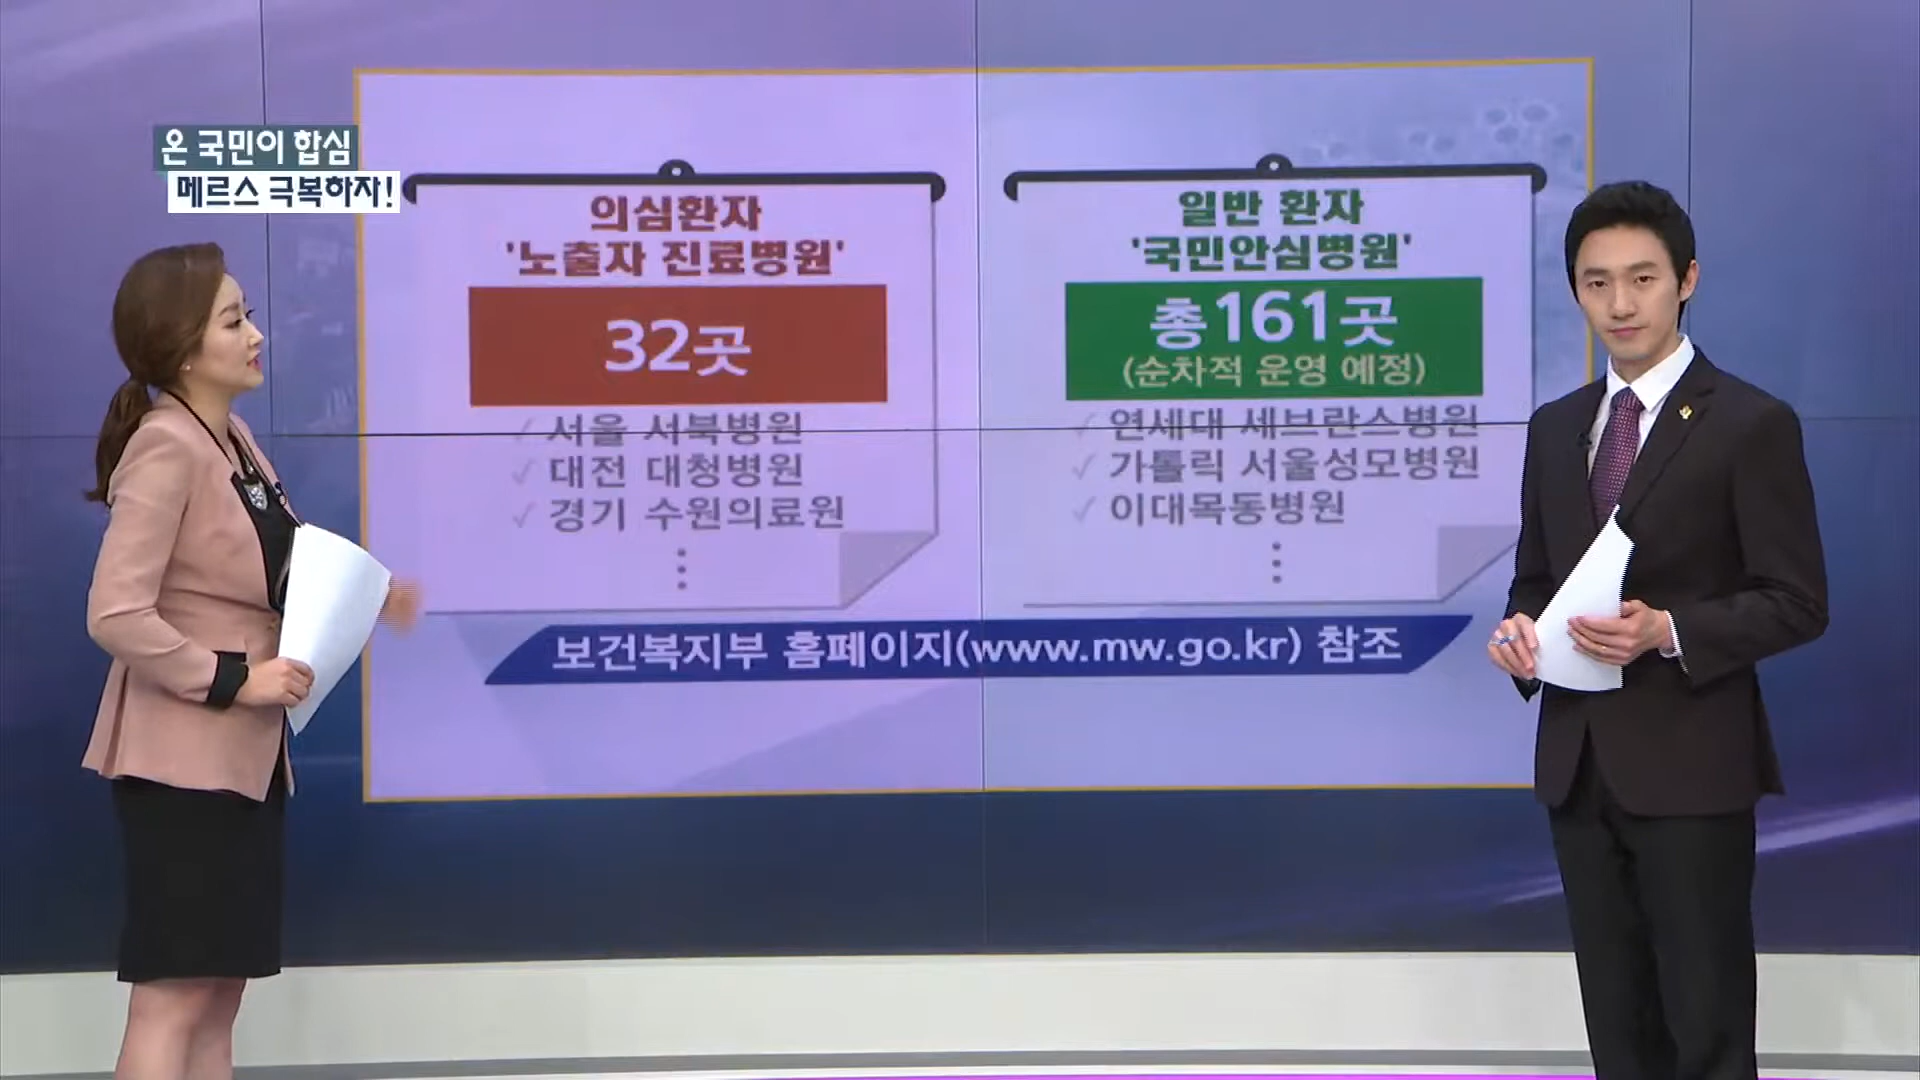 온 국민이 합심
메르스 극복하자!
의심환자
'노출자 진료병원'
32곳
✓ 서울 서북병원
✓ 대전 대청병원
✓ 경기 수원의료원
⋮
일반 환자
'국민안심병원'
총 161곳
(순차적 운영 예정)
✓ 연세대 세브란스병원
✓ 가톨릭 서울성모병원
✓ 이대목동병원
⋮
보건복지부 홈페이지(www.mw.go.kr) 참조